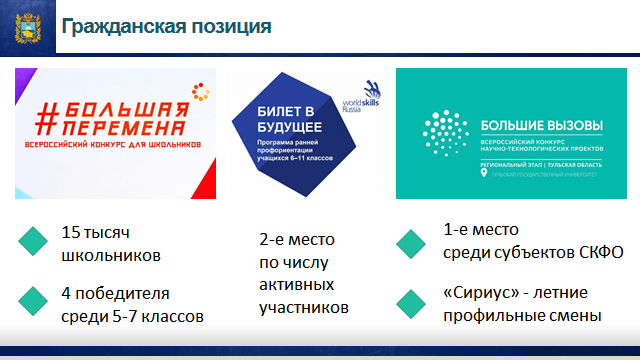 Гражданская позиция
#БОЛЬШАЯ
ПЕРЕМЕНА
ВСЕРОССИЙСКИЙ КОНКУРС ДЛЯ ШКОЛЬНИКОВ
15 тысяч
школьников
4 победителя
среди 5-7 классов
worldskills
Russia
БИЛЕТ В
БУДУЩЕЕ
Программа ранней
профориентации
учащихся 6–11 классов
2-е место
по числу
активных
участников
БОЛЬШИЕ ВЫЗОВЫ
ВСЕРОССИЙСКИЙ КОНКУРС
НАУЧНО-ТЕХНОЛОГИЧЕСКИХ ПРОЕКТОВ
РЕГИОНАЛЬНЫЙ ЭТАП | ТУЛЬСКАЯ ОБЛАСТЬ
ТУЛЬСКИЙ ГОСУДАРСТВЕННЫЙ УНИВЕРСИТЕТ
1-е место
среди субъектов СКФО
«Сириус» - летние
профильные смены